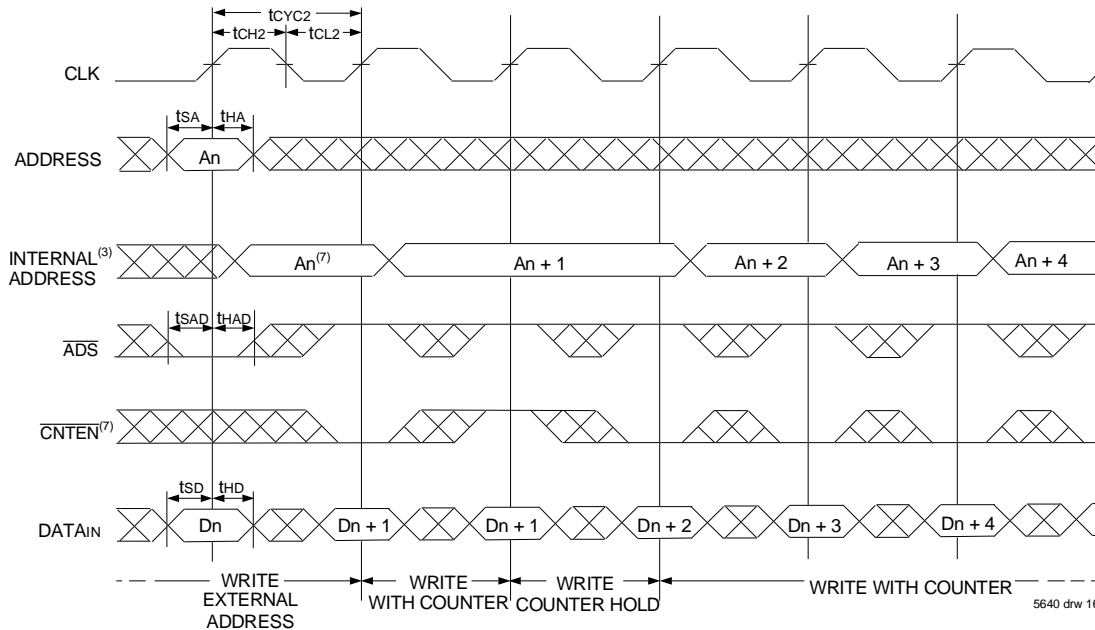 tCYC2
tCH2 tCL2
CLK
tSA tHA
ADDRESS An
INTERNAL(3)
ADDRESS An(7) An + 1 An + 2 An + 3 An + 4
tSAD tHAD
ADS
CNTEN(7)
tSD tHD
DATAIN Dn Dn + 1 Dn + 1 Dn + 2 Dn + 3 Dn + 4
WRITE
EXTERNAL
ADDRESS
WRITE
WITH COUNTER
WRITE
COUNTER HOLD
WRITE WITH COUNTER
5640 drw 16